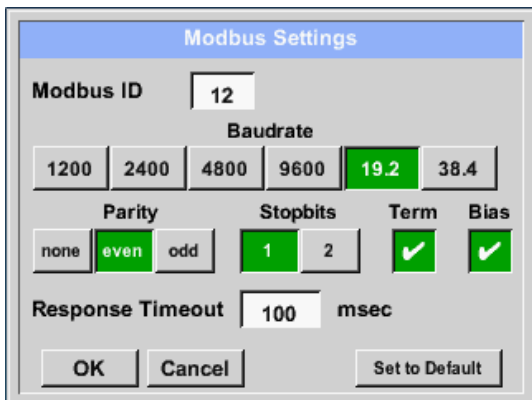 Modbus Settings
Modbus ID 12
Baudrate
1200 2400 4800 9600 19.2 38.4
Parity Stopbits Term Bias
none even odd 1 2 ✔ ✔
Response Timeout 100 msec
OK Cancel Set to Default